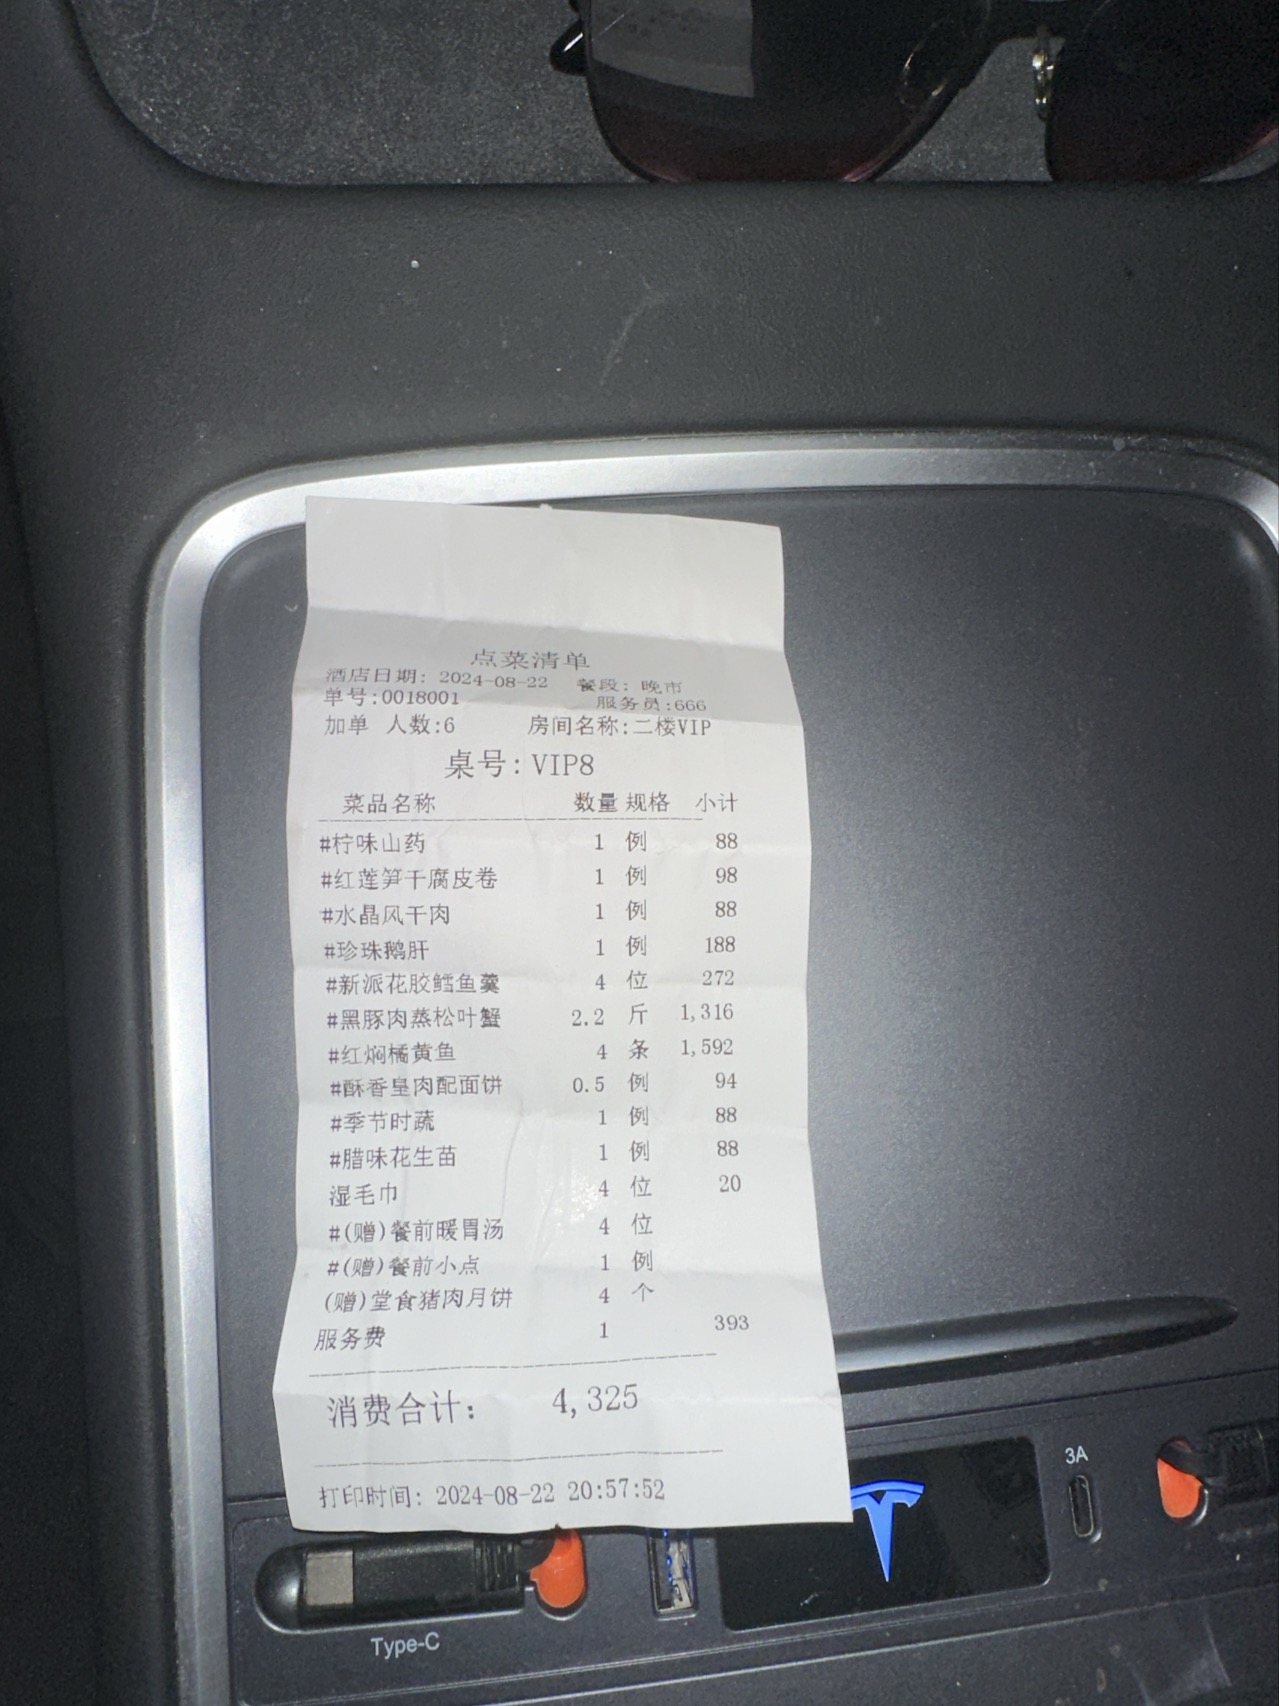 点菜清单
酒店日期: 2024-08-22 餐段: 晚市
单号:0018001 服务员:666
加单 人数:6 房间名称:二楼VIP
桌号: VIP8
菜品名称 数量 规格 小计
#柠味山药 1 例 88
#红莲笋干腐皮卷 1 例 98
#水晶风干肉 1 例 88
#珍珠鹅肝 1 例 188
#新派花胶鳕鱼羹 4 位 272
#黑豚肉蒸松叶蟹 2.2 斤 1,316
#红焖橘黄鱼 4 条 1,592
#酥香皇肉配面饼 0.5 例 94
#季节时蔬 1 例 88
#腊味花生苗 1 例 88
湿毛巾 4 位 20
#(赠)餐前暖胃汤 4 位
#(赠)餐前小点 1 例
(赠)堂食猪肉月饼 4 个
服务费 1 393
消费合计: 4,325
打印时间: 2024-08-22 20:57:52
3A
Type-C